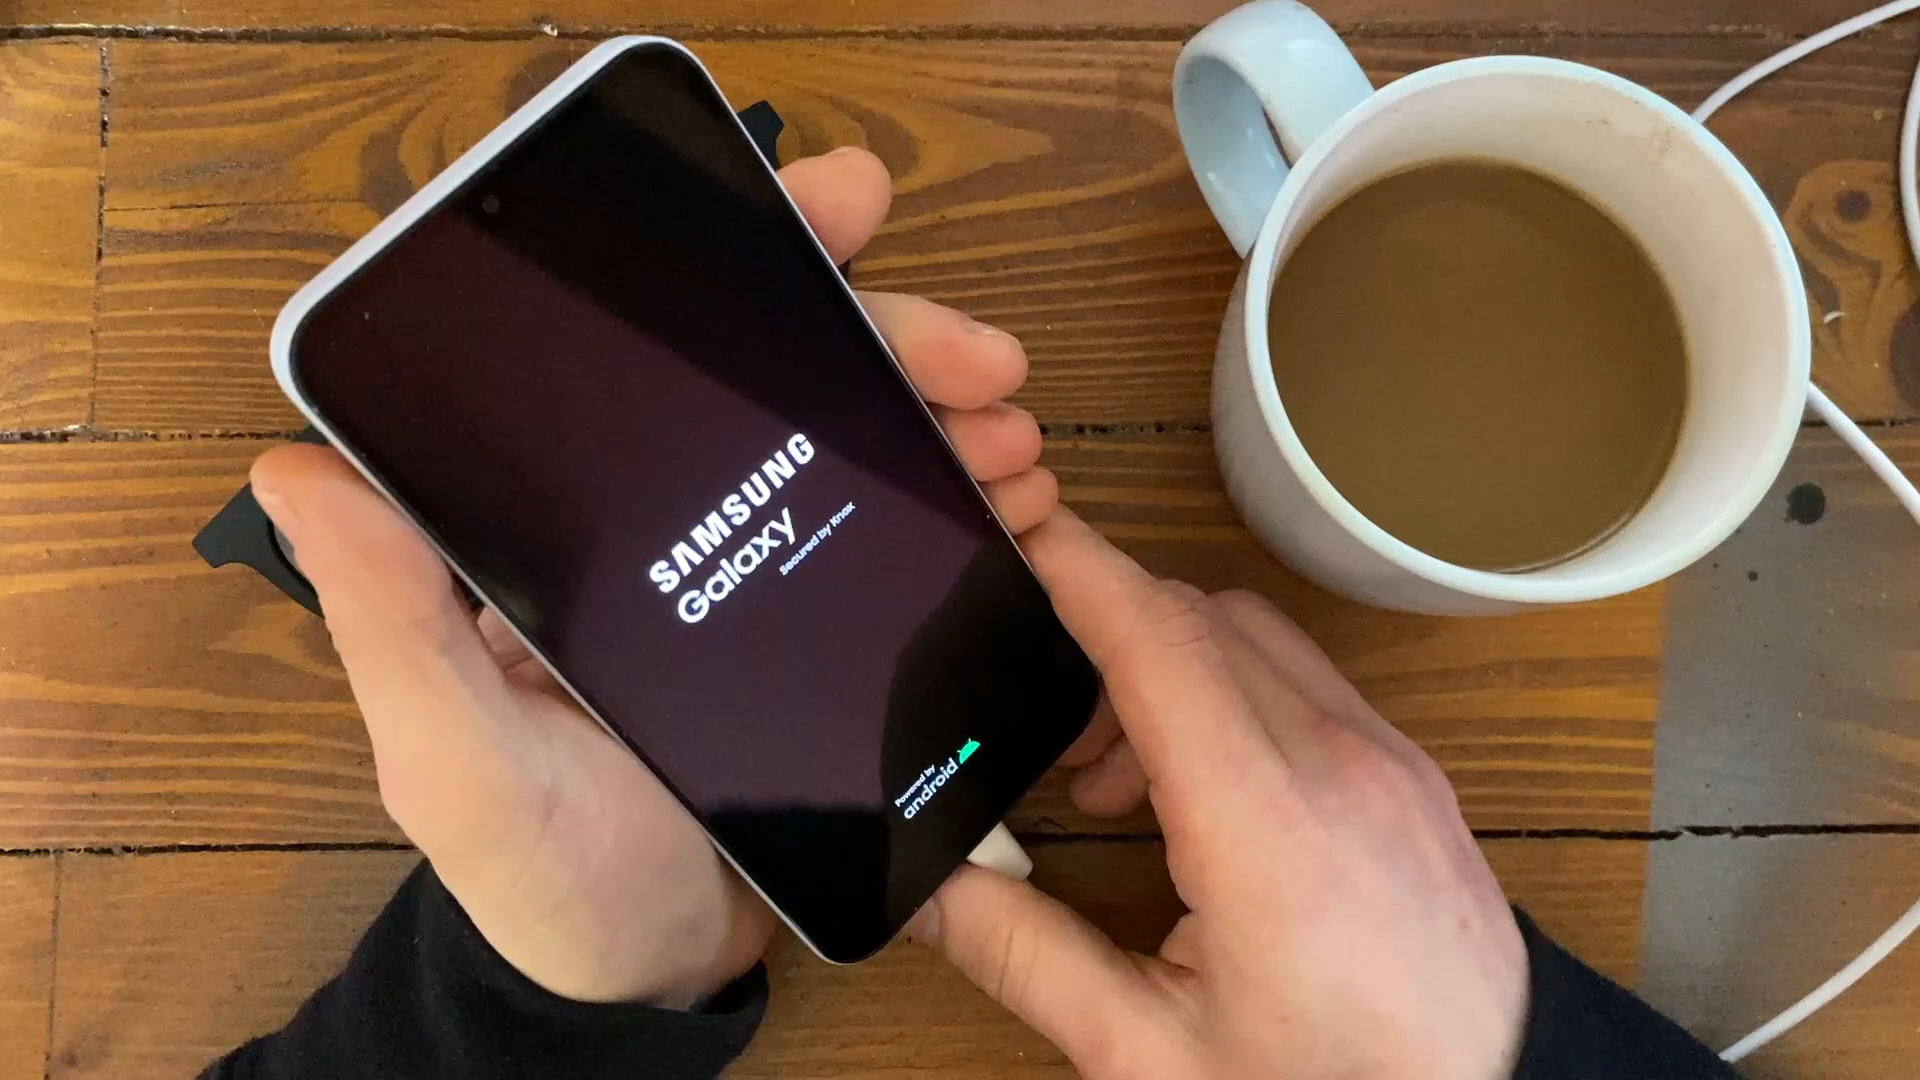 SAMSUNG
Galaxy
Secured by Knox
Powered by
android